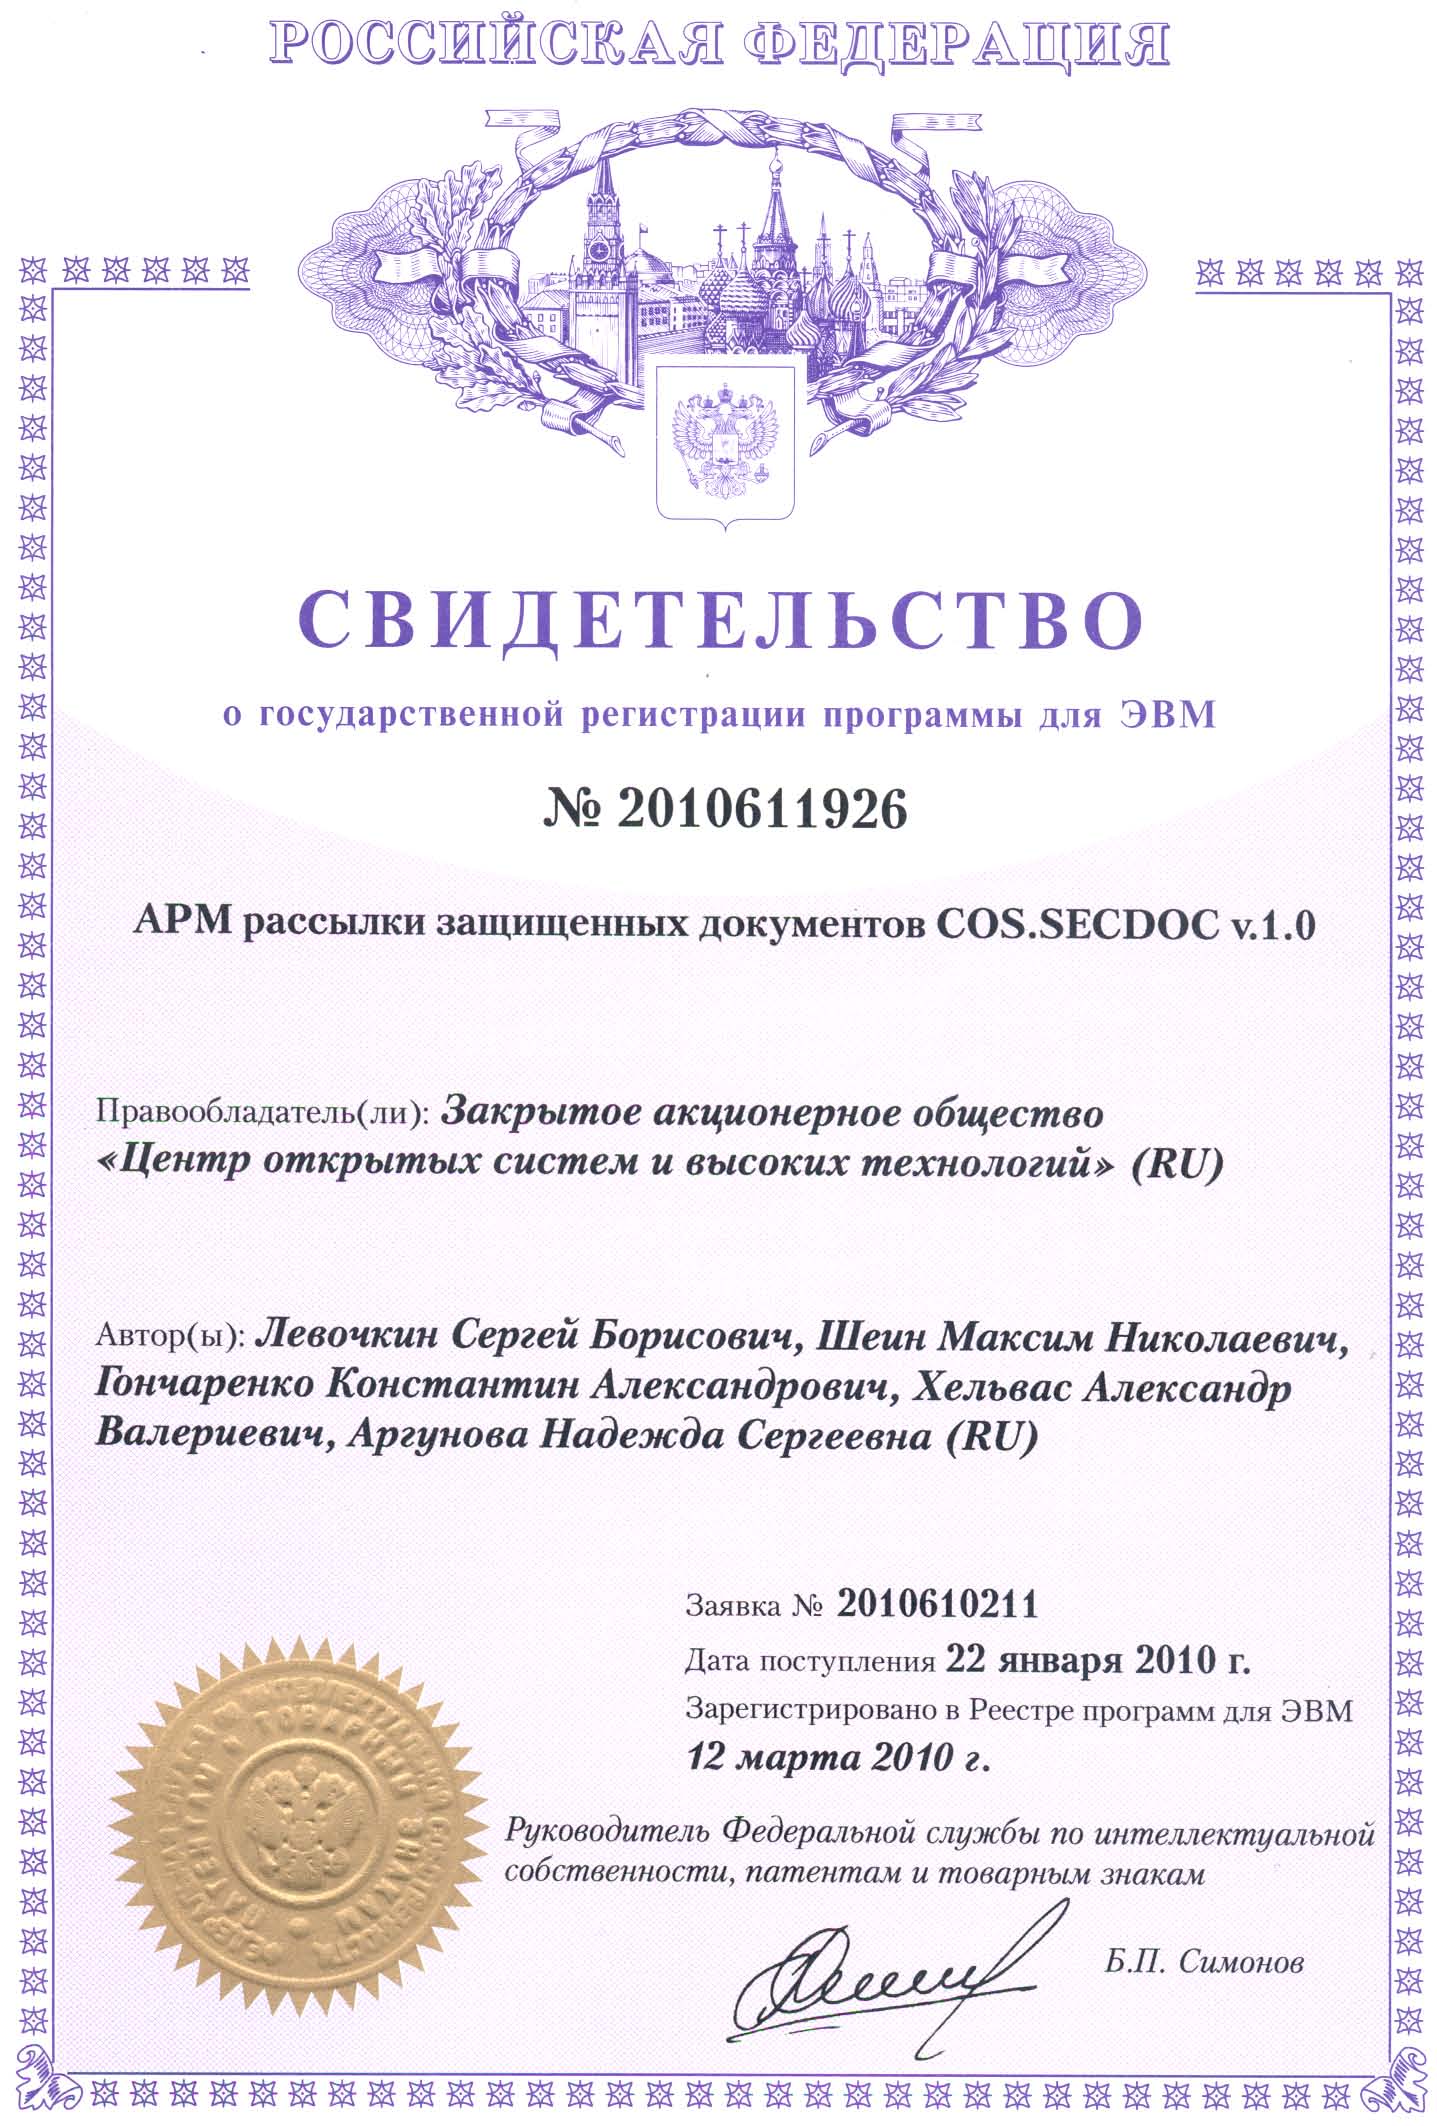 РОССИЙСКАЯ ФЕДЕРАЦИЯ
СВИДЕТЕЛЬСТВО
о государственной регистрации программы для ЭВМ
№ 2010611926
АРМ рассылки защищенных документов COS.SECDOC v.1.0
Правообладатель(ли): Закрытое акционерное общество
«Центр открытых систем и высоких технологий» (RU)
Автор(ы): Левочкин Сергей Борисович, Шеин Максим Николаевич,
Гончаренко Константин Александрович, Хельвас Александр
Валериевич, Аргунова Надежда Сергеевна (RU)
Заявка № 2010610211
Дата поступления 22 января 2010 г.
Зарегистрировано в Реестре программ для ЭВМ
12 марта 2010 г.
Руководитель Федеральной службы по интеллектуальной
собственности, патентам и товарным знакам
Б.П. Симонов